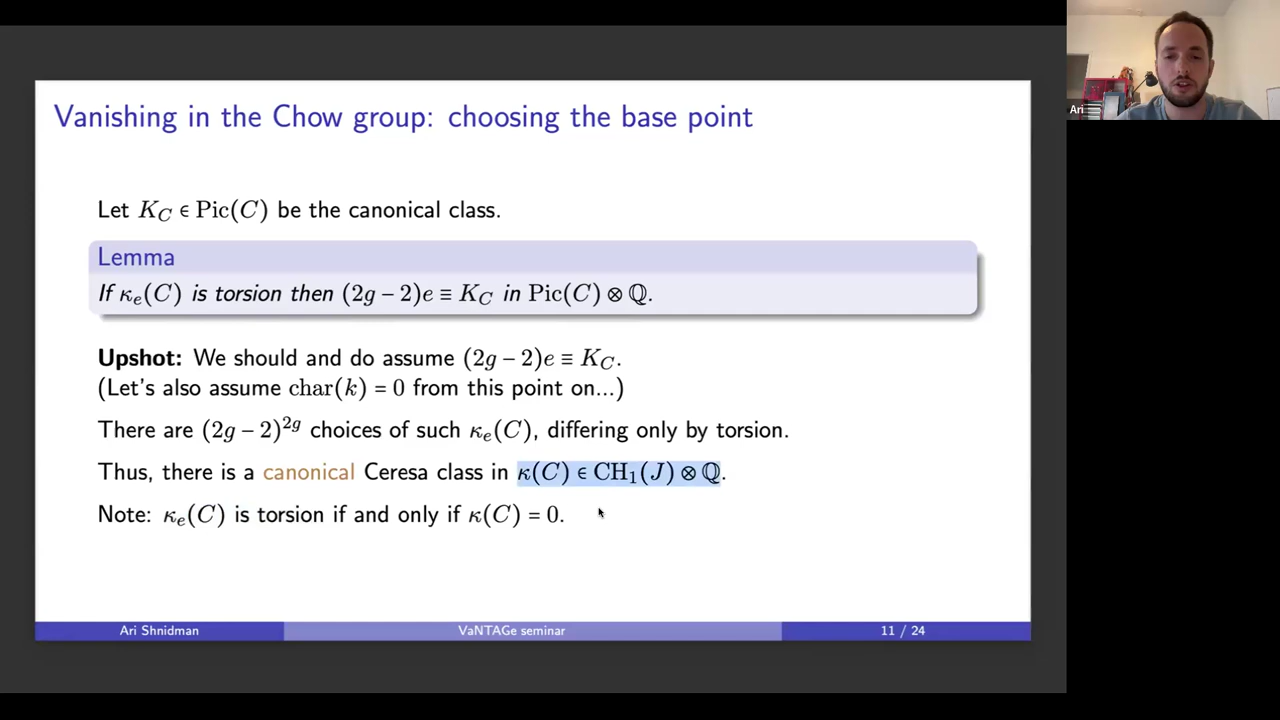 Vanishing in the Chow group: choosing the base point
Let K_C ∈ Pic(C) be the canonical class.
Lemma
If κ_e(C) is torsion then (2g − 2)e ≡ K_C in Pic(C) ⊗ ℚ.
Upshot: We should and do assume (2g − 2)e ≡ K_C.
(Let's also assume char(k) = 0 from this point on...)
There are (2g − 2)^{2g} choices of such κ_e(C), differing only by torsion.
Thus, there is a canonical Ceresa class in κ(C) ∈ CH_1(J) ⊗ ℚ.
Note: κ_e(C) is torsion if and only if κ(C) = 0.
Ari Shnidman
VaNTAGe seminar
11 / 24
Ari